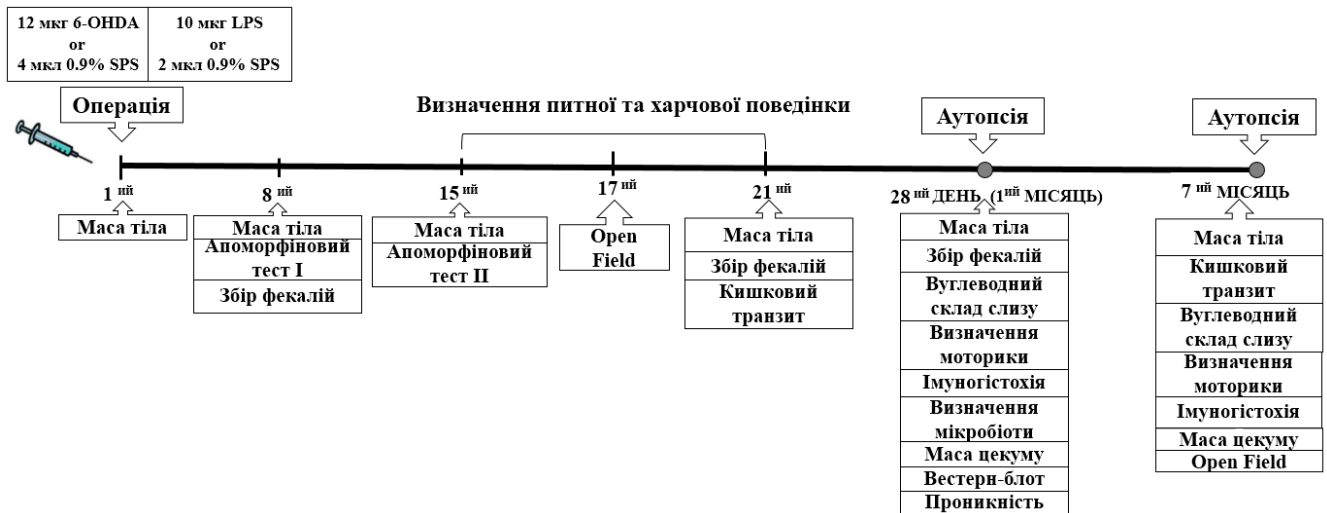 12 мкг 6-OHDA
or
4 мкл 0.9% SPS
10 мкг LPS
or
2 мкл 0.9% SPS
Операція
Визначення питної та харчової поведінки
Аутопсія
Аутопсія
1 ий
8 ий
15 ий
17 ий
21 ий
28 ий ДЕНЬ (1ий МІСЯЦЬ)
7 ий МІСЯЦЬ
Маса тіла
Маса тіла
Апоморфіновий
тест I
Збір фекалій
Маса тіла
Апоморфіновий
тест II
Open
Field
Маса тіла
Збір фекалій
Кишковий
транзит
Маса тіла
Збір фекалій
Вуглеводний
склад слизу
Визначення
моторики
Імуногістохія
Визначення
мікробіоти
Маса цекуму
Вестерн-блот
Проникність
Маса тіла
Кишковий
транзит
Вуглеводний
склад слизу
Визначення
моторики
Імуногістохія
Маса цекуму
Open Field